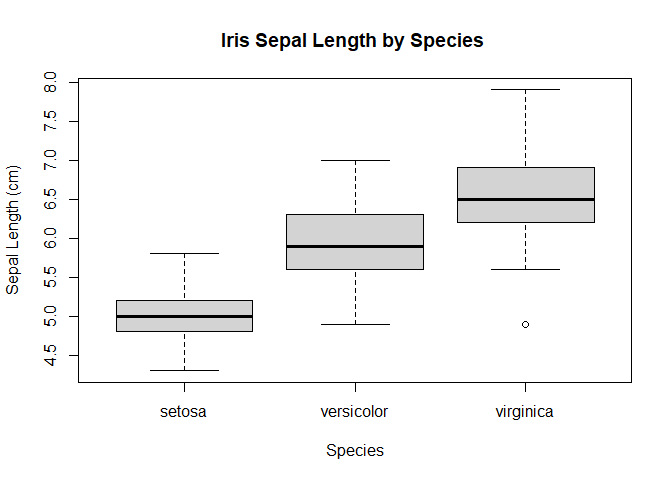 Iris Sepal Length by Species
Sepal Length (cm)
8.0
7.5
7.0
6.5
6.0
5.5
5.0
4.5
setosa versicolor virginica
Species